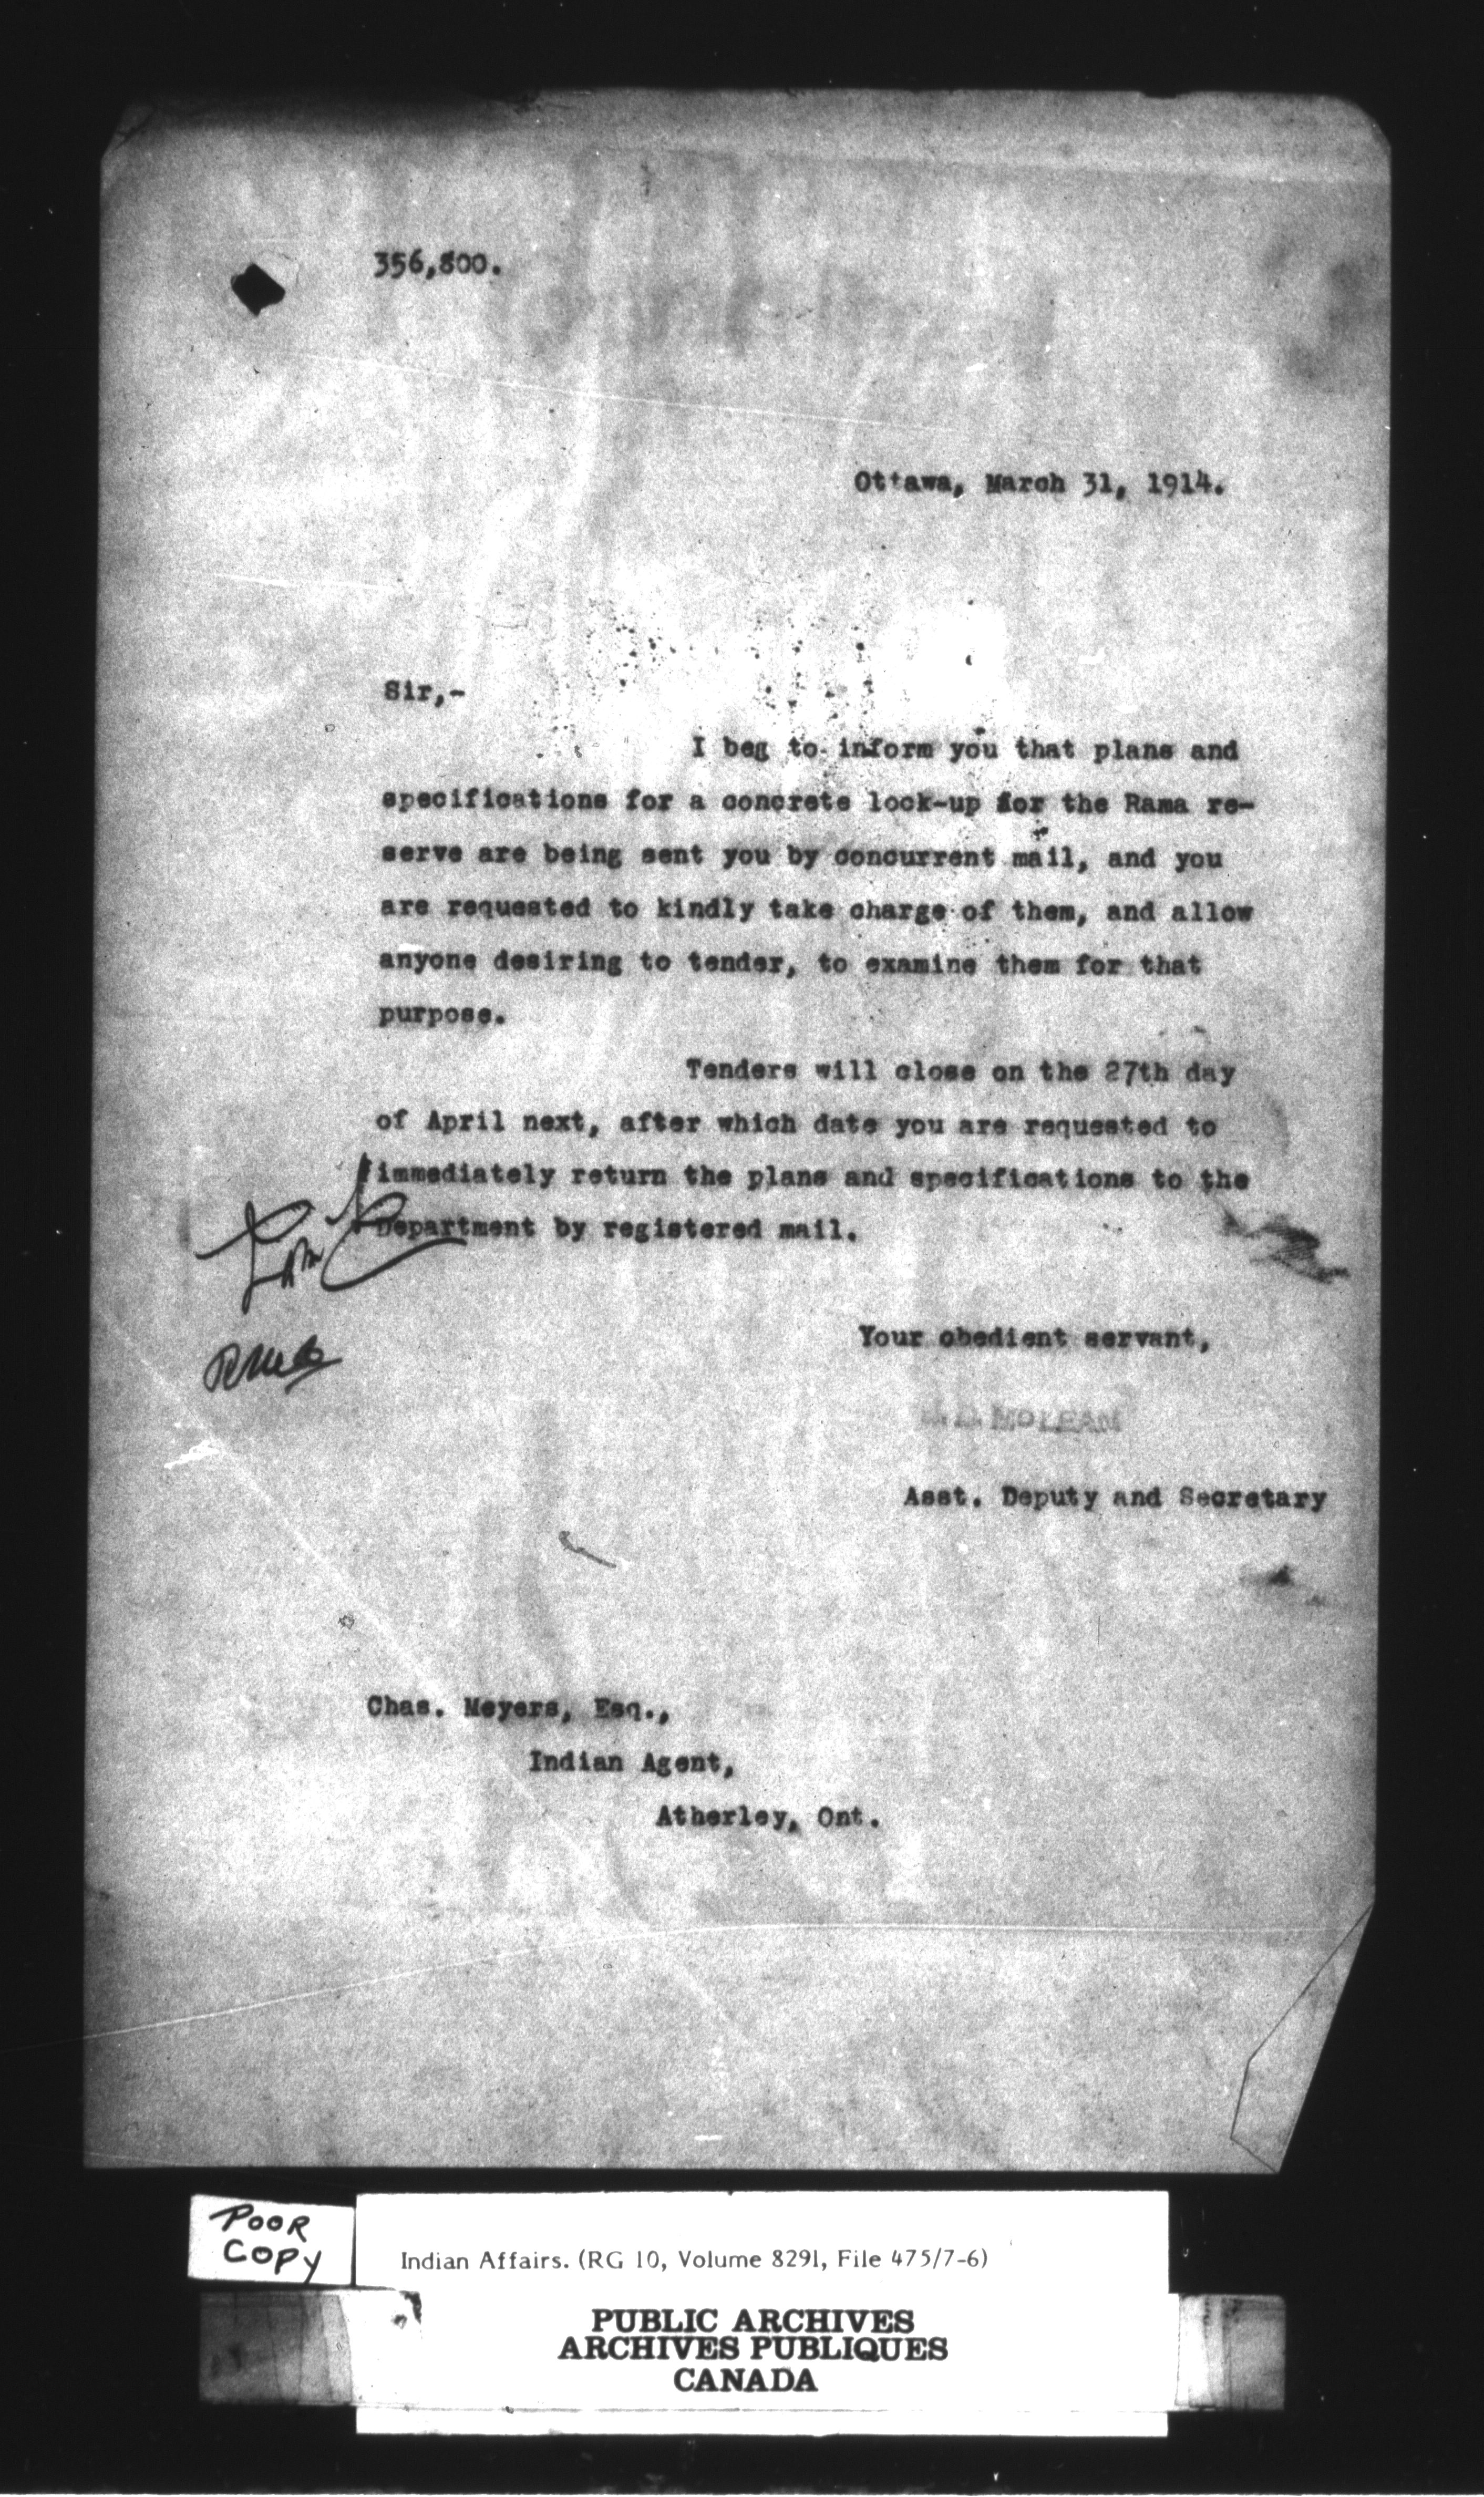 356,800.
Ottawa, March 31, 1914.
Sir,-
I beg to inform you that plans and
specifications for a concrete lock-up for the Rama re-
serve are being sent you by concurrent mail, and you
are requested to kindly take charge of them, and allow
anyone desiring to tender, to examine them for that
purpose.
Tenders will close on the 27th day
of April next, after which date you are requested to
immediately return the plans and specifications to the
Department by registered mail.
Your obedient servant,
McLEAN
Asst. Deputy and Secretary
Chas. Meyers, Esq.,
Indian Agent,
Atherley, Ont.
POOR
COPY
Indian Affairs. (RG 10, Volume 8291, File 475/7-6)
PUBLIC ARCHIVES
ARCHIVES PUBLIQUES
CANADA